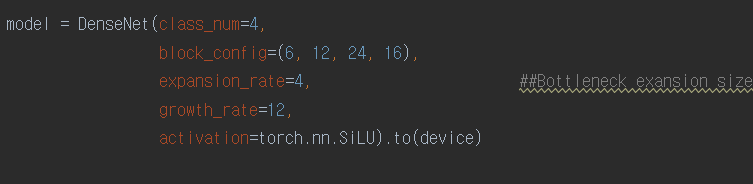 model = DenseNet(class_num=4,
block_config=(6, 12, 24, 16),
expansion_rate=4, ##Bottleneck exansion size
growth_rate=12,
activation=torch.nn.SiLU).to(device)